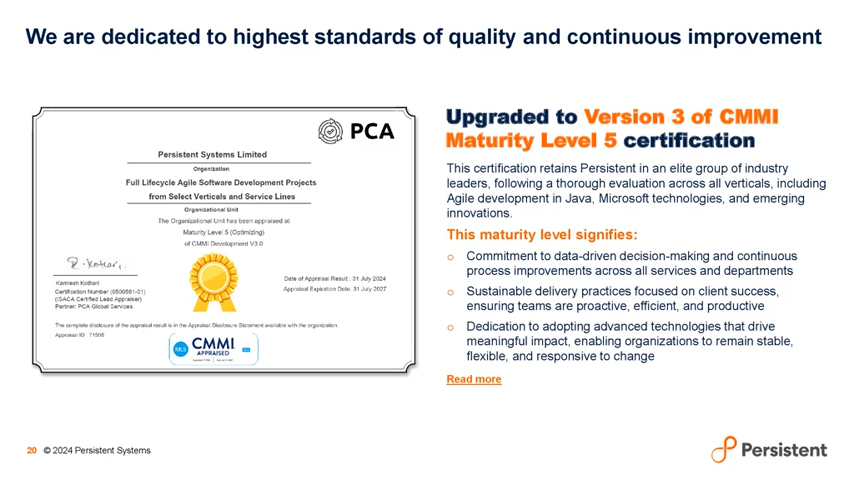 We are dedicated to highest standards of quality and continuous improvement
PCA
Persistent Systems Limited
Organization
Full Lifecycle Agile Software Development Projects
from Select Verticals and Service Lines
Organizational Unit
The Organizational Unit has been appraised at
Maturity Level 5 (Optimizing)
of CMMI Development V3.0
Kamlesh Kothari
Certification Number (0500561-01)
(ISACA Certified Lead Appraiser)
Partner: PCA Global Services
Date of Appraisal Result : 31 July 2024
Appraisal Expiration Date: 31 July 2027
The complete disclosure of the appraisal result is in the Appraisal Disclosure Statement available with the organization.
Appraisal ID : 71506
ML5
CMMI
APPRAISED
Upgraded to Version 3 of CMMI
Maturity Level 5 certification
This certification retains Persistent in an elite group of industry
leaders, following a thorough evaluation across all verticals, including
Agile development in Java, Microsoft technologies, and emerging
innovations.
This maturity level signifies:
o Commitment to data-driven decision-making and continuous
process improvements across all services and departments
o Sustainable delivery practices focused on client success,
ensuring teams are proactive, efficient, and productive
o Dedication to adopting advanced technologies that drive
meaningful impact, enabling organizations to remain stable,
flexible, and responsive to change
Read more
20 © 2024 Persistent Systems
Persistent